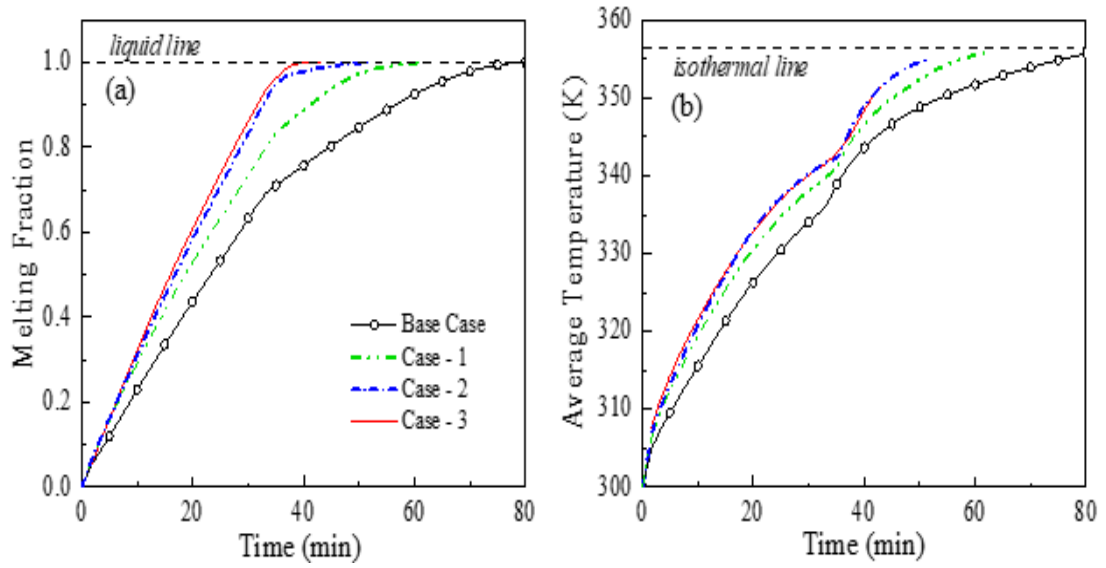 liquid line
(a)
1.0
0.8
0.6
0.4
0.2
0.0
Melting Fraction
Base Case
Case - 1
Case - 2
Case - 3
0 20 40 60 80
Time (min)
360
350
340
330
320
310
300
Average Temperature (K)
isothermal line
(b)
0 20 40 60 80
Time (min)